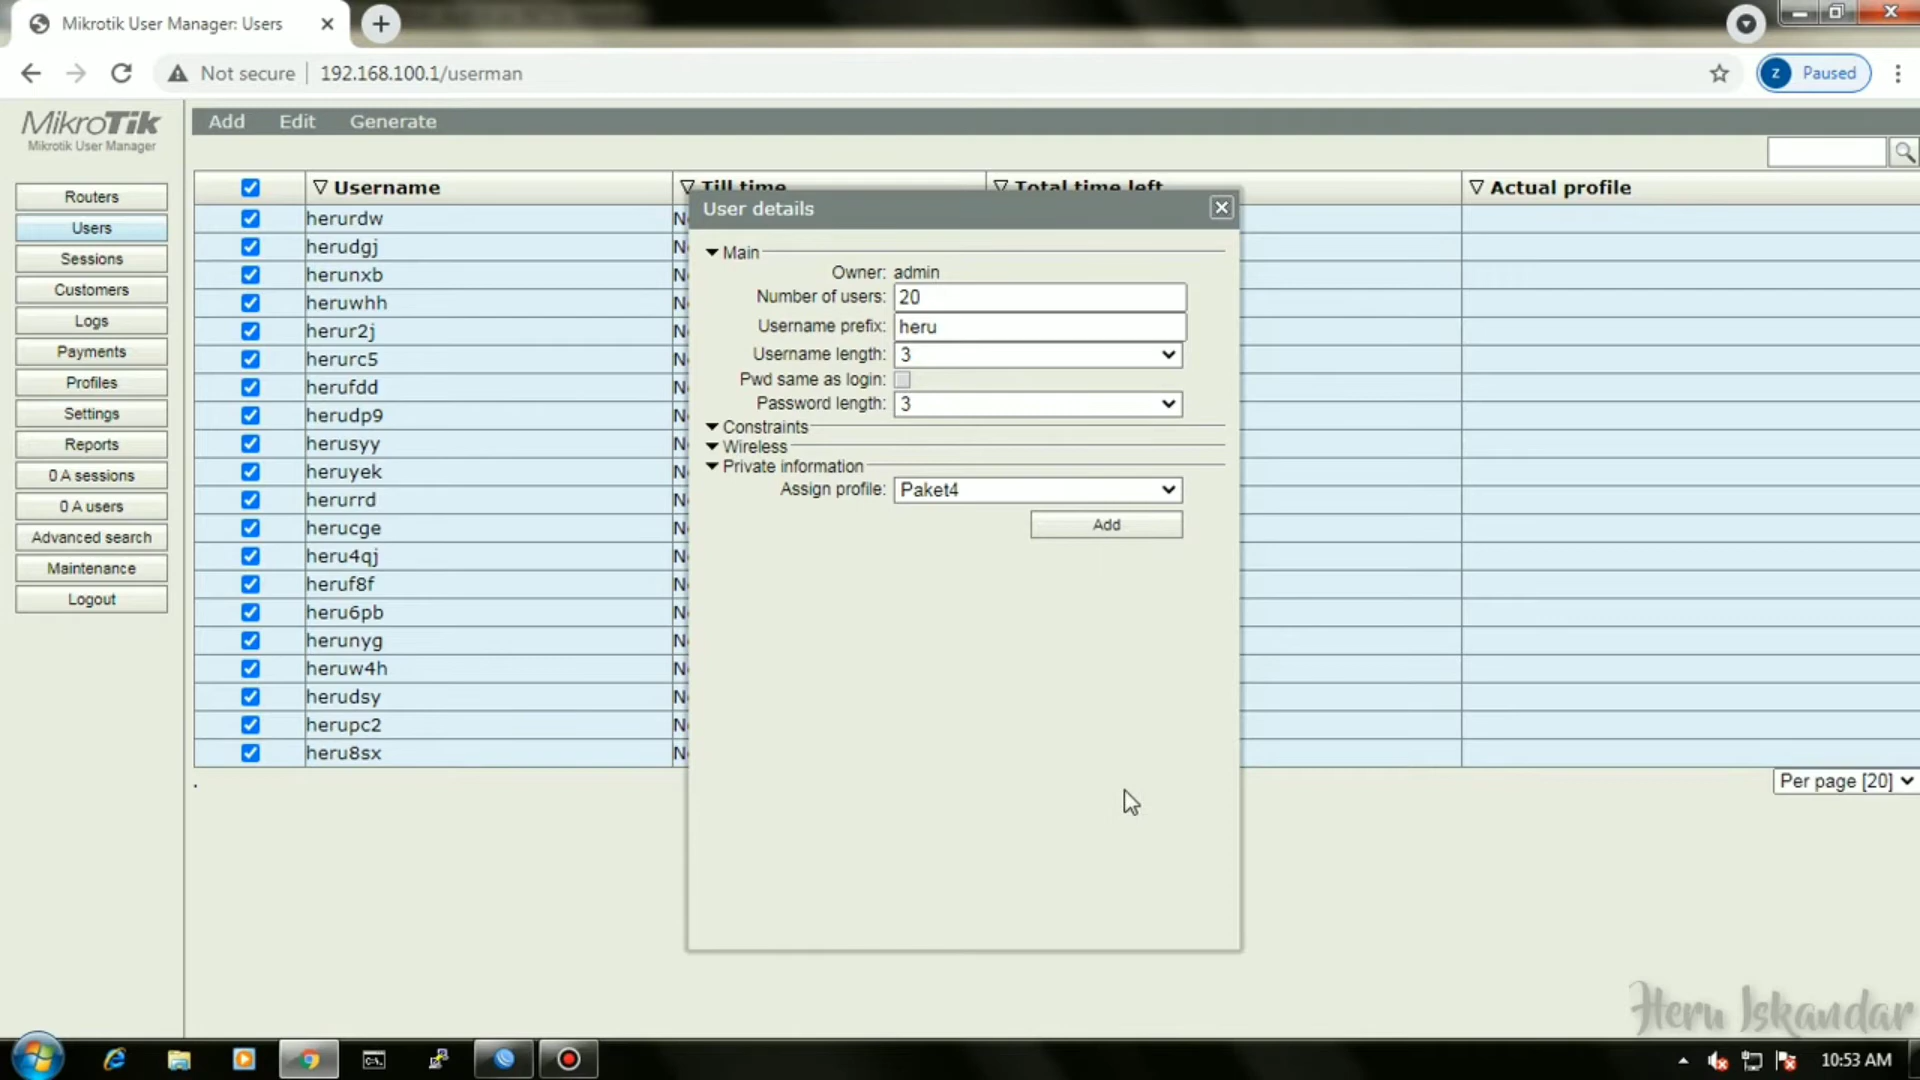 Mikrotik User Manager: Users
Not secure 192.168.100.1/userman
Paused
MikroTik
Mikrotik User Manager
Add Edit Generate
Routers
Users
Sessions
Customers
Logs
Payments
Profiles
Settings
Reports
0 A sessions
0 A users
Advanced search
Maintenance
Logout
Username Till time Total time left Actual profile
herurdw
herudgj
herunxb
heruwhh
herur2j
herurc5
herufdd
herudp9
herusyy
heruyek
herurrd
herucge
heru4qj
heruf8f
heru6pb
herunyg
heruw4h
herudsy
herupc2
heru8sx
User details
Main
Owner: admin
Number of users: 20
Username prefix: heru
Username length: 3
Pwd same as login:
Password length: 3
Constraints
Wireless
Private information
Assign profile: Paket4
Add
Per page [20]
Heru Iskandar
10:53 AM